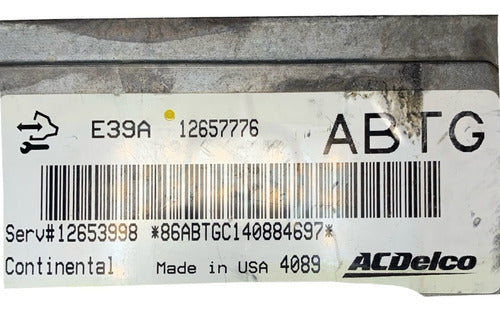 E39A 12657776 ABTG
Serv#12653998 *86ABTGC140884697*
Continental Made in USA 4089 ACDelco